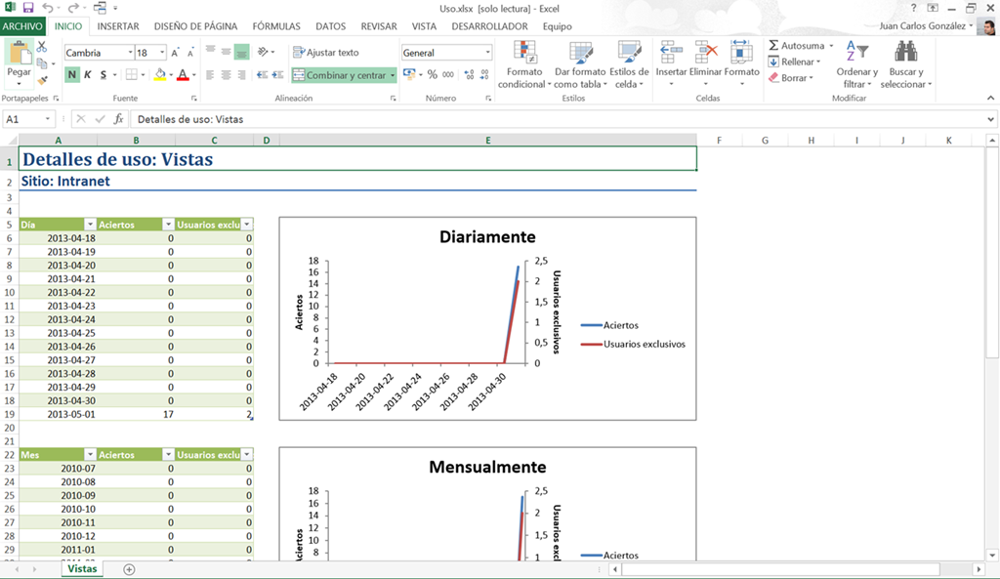 Uso.xlsx [solo lectura] - Excel
ARCHIVO INICIO INSERTAR DISEÑO DE PÁGINA FÓRMULAS DATOS REVISAR VISTA DESARROLLADOR Equipo Juan Carlos González
Pegar
Cambria 18 A A
N K S A
Ajustar texto
Combinar y centrar
General
% 000
Formato condicional
Dar formato como tabla
Estilos de celda
Insertar Eliminar Formato
Σ Autosuma
Rellenar
Borrar
Ordenar y filtrar
Buscar y seleccionar
Portapapeles Fuente Alineación Número Estilos Celdas Modificar
A1 fx Detalles de uso: Vistas
A B C D E F G H I J K
1 Detalles de uso: Vistas
2 Sitio: Intranet
3
4
5 Día Aciertos Usuarios exclu
6 2013-04-18 0 0
7 2013-04-19 0 0
8 2013-04-20 0 0
9 2013-04-21 0 0
10 2013-04-22 0 0
11 2013-04-23 0 0
12 2013-04-24 0 0
13 2013-04-25 0 0
14 2013-04-26 0 0
15 2013-04-27 0 0
16 2013-04-28 0 0
17 2013-04-29 0 0
18 2013-04-30 0 0
19 2013-05-01 17 2
20
21
22 Mes Aciertos Usuarios exclu
23 2010-07 0 0
24 2010-08 0 0
25 2010-09 0 0
26 2010-10 0 0
27 2010-11 0 0
28 2010-12 0 0
29 2011-01 0 0
Diariamente
Aciertos
18
16
14
12
10
8
6
4
2
0
2,5
2
1,5
1
0,5
0
Usuarios exclusivos
2013-04-18
2013-04-20
2013-04-22
2013-04-24
2013-04-26
2013-04-28
2013-04-30
Aciertos
Usuarios exclusivos
Mensualmente
Aciertos
18
16
14
12
10
8
2,5
2
1,5
1
Usuarios excl
Aciertos
Vistas